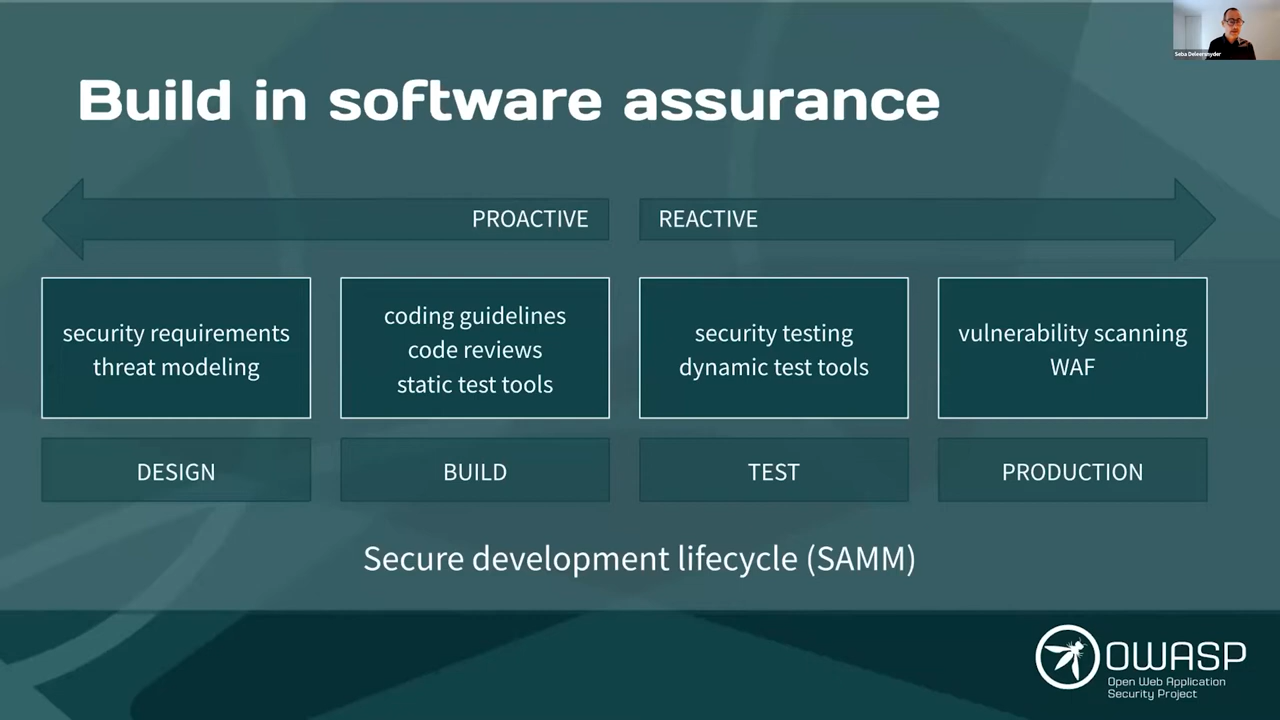 Seba Deleersnyder
Build in software assurance
PROACTIVE
REACTIVE
security requirements
threat modeling
coding guidelines
code reviews
static test tools
security testing
dynamic test tools
vulnerability scanning
WAF
DESIGN
BUILD
TEST
PRODUCTION
Secure development lifecycle (SAMM)
OWASP
Open Web Application
Security Project